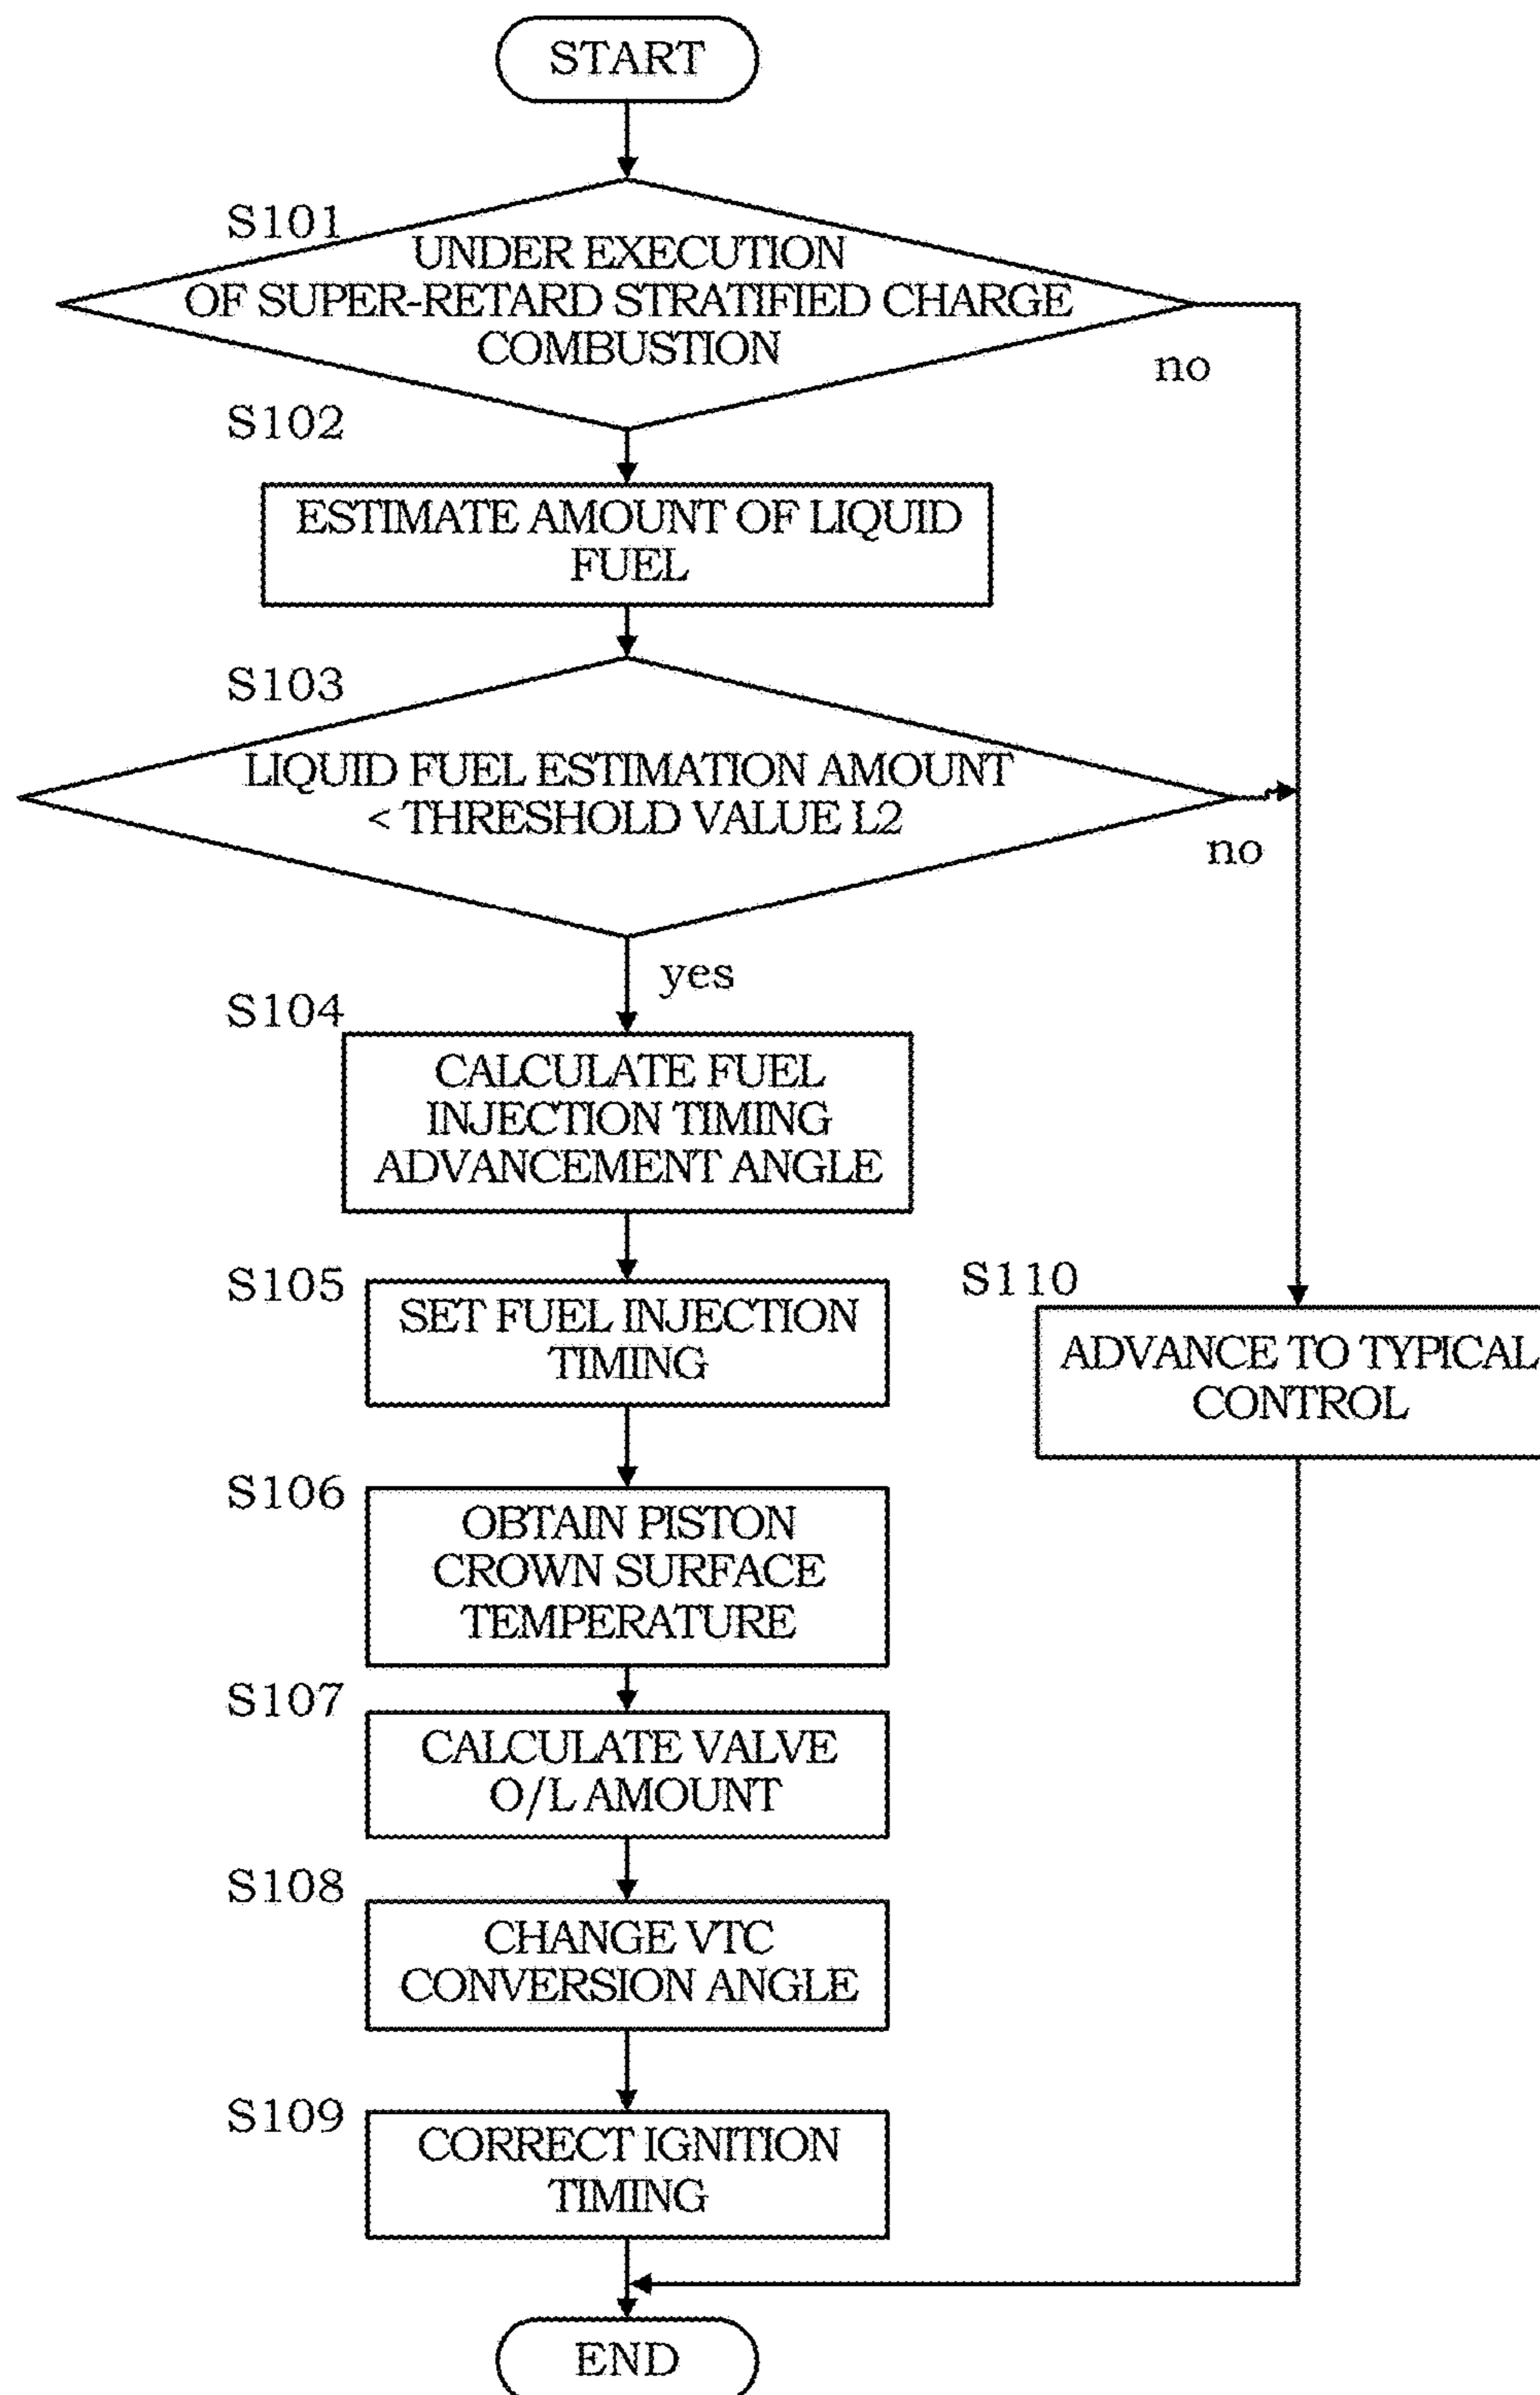 START
S101
UNDER EXECUTION
OF SUPER-RETARD STRATIFIED CHARGE
COMBUSTION
no
S102
ESTIMATE AMOUNT OF LIQUID
FUEL
S103
LIQUID FUEL ESTIMATION AMOUNT
< THRESHOLD VALUE L2
no
yes
S104
CALCULATE FUEL
INJECTION TIMING
ADVANCEMENT ANGLE
S105
SET FUEL INJECTION
TIMING
S110
ADVANCE TO TYPICAL
CONTROL
S106
OBTAIN PISTON
CROWN SURFACE
TEMPERATURE
S107
CALCULATE VALVE
O/L AMOUNT
S108
CHANGE VTC
CONVERSION ANGLE
S109
CORRECT IGNITION
TIMING
END